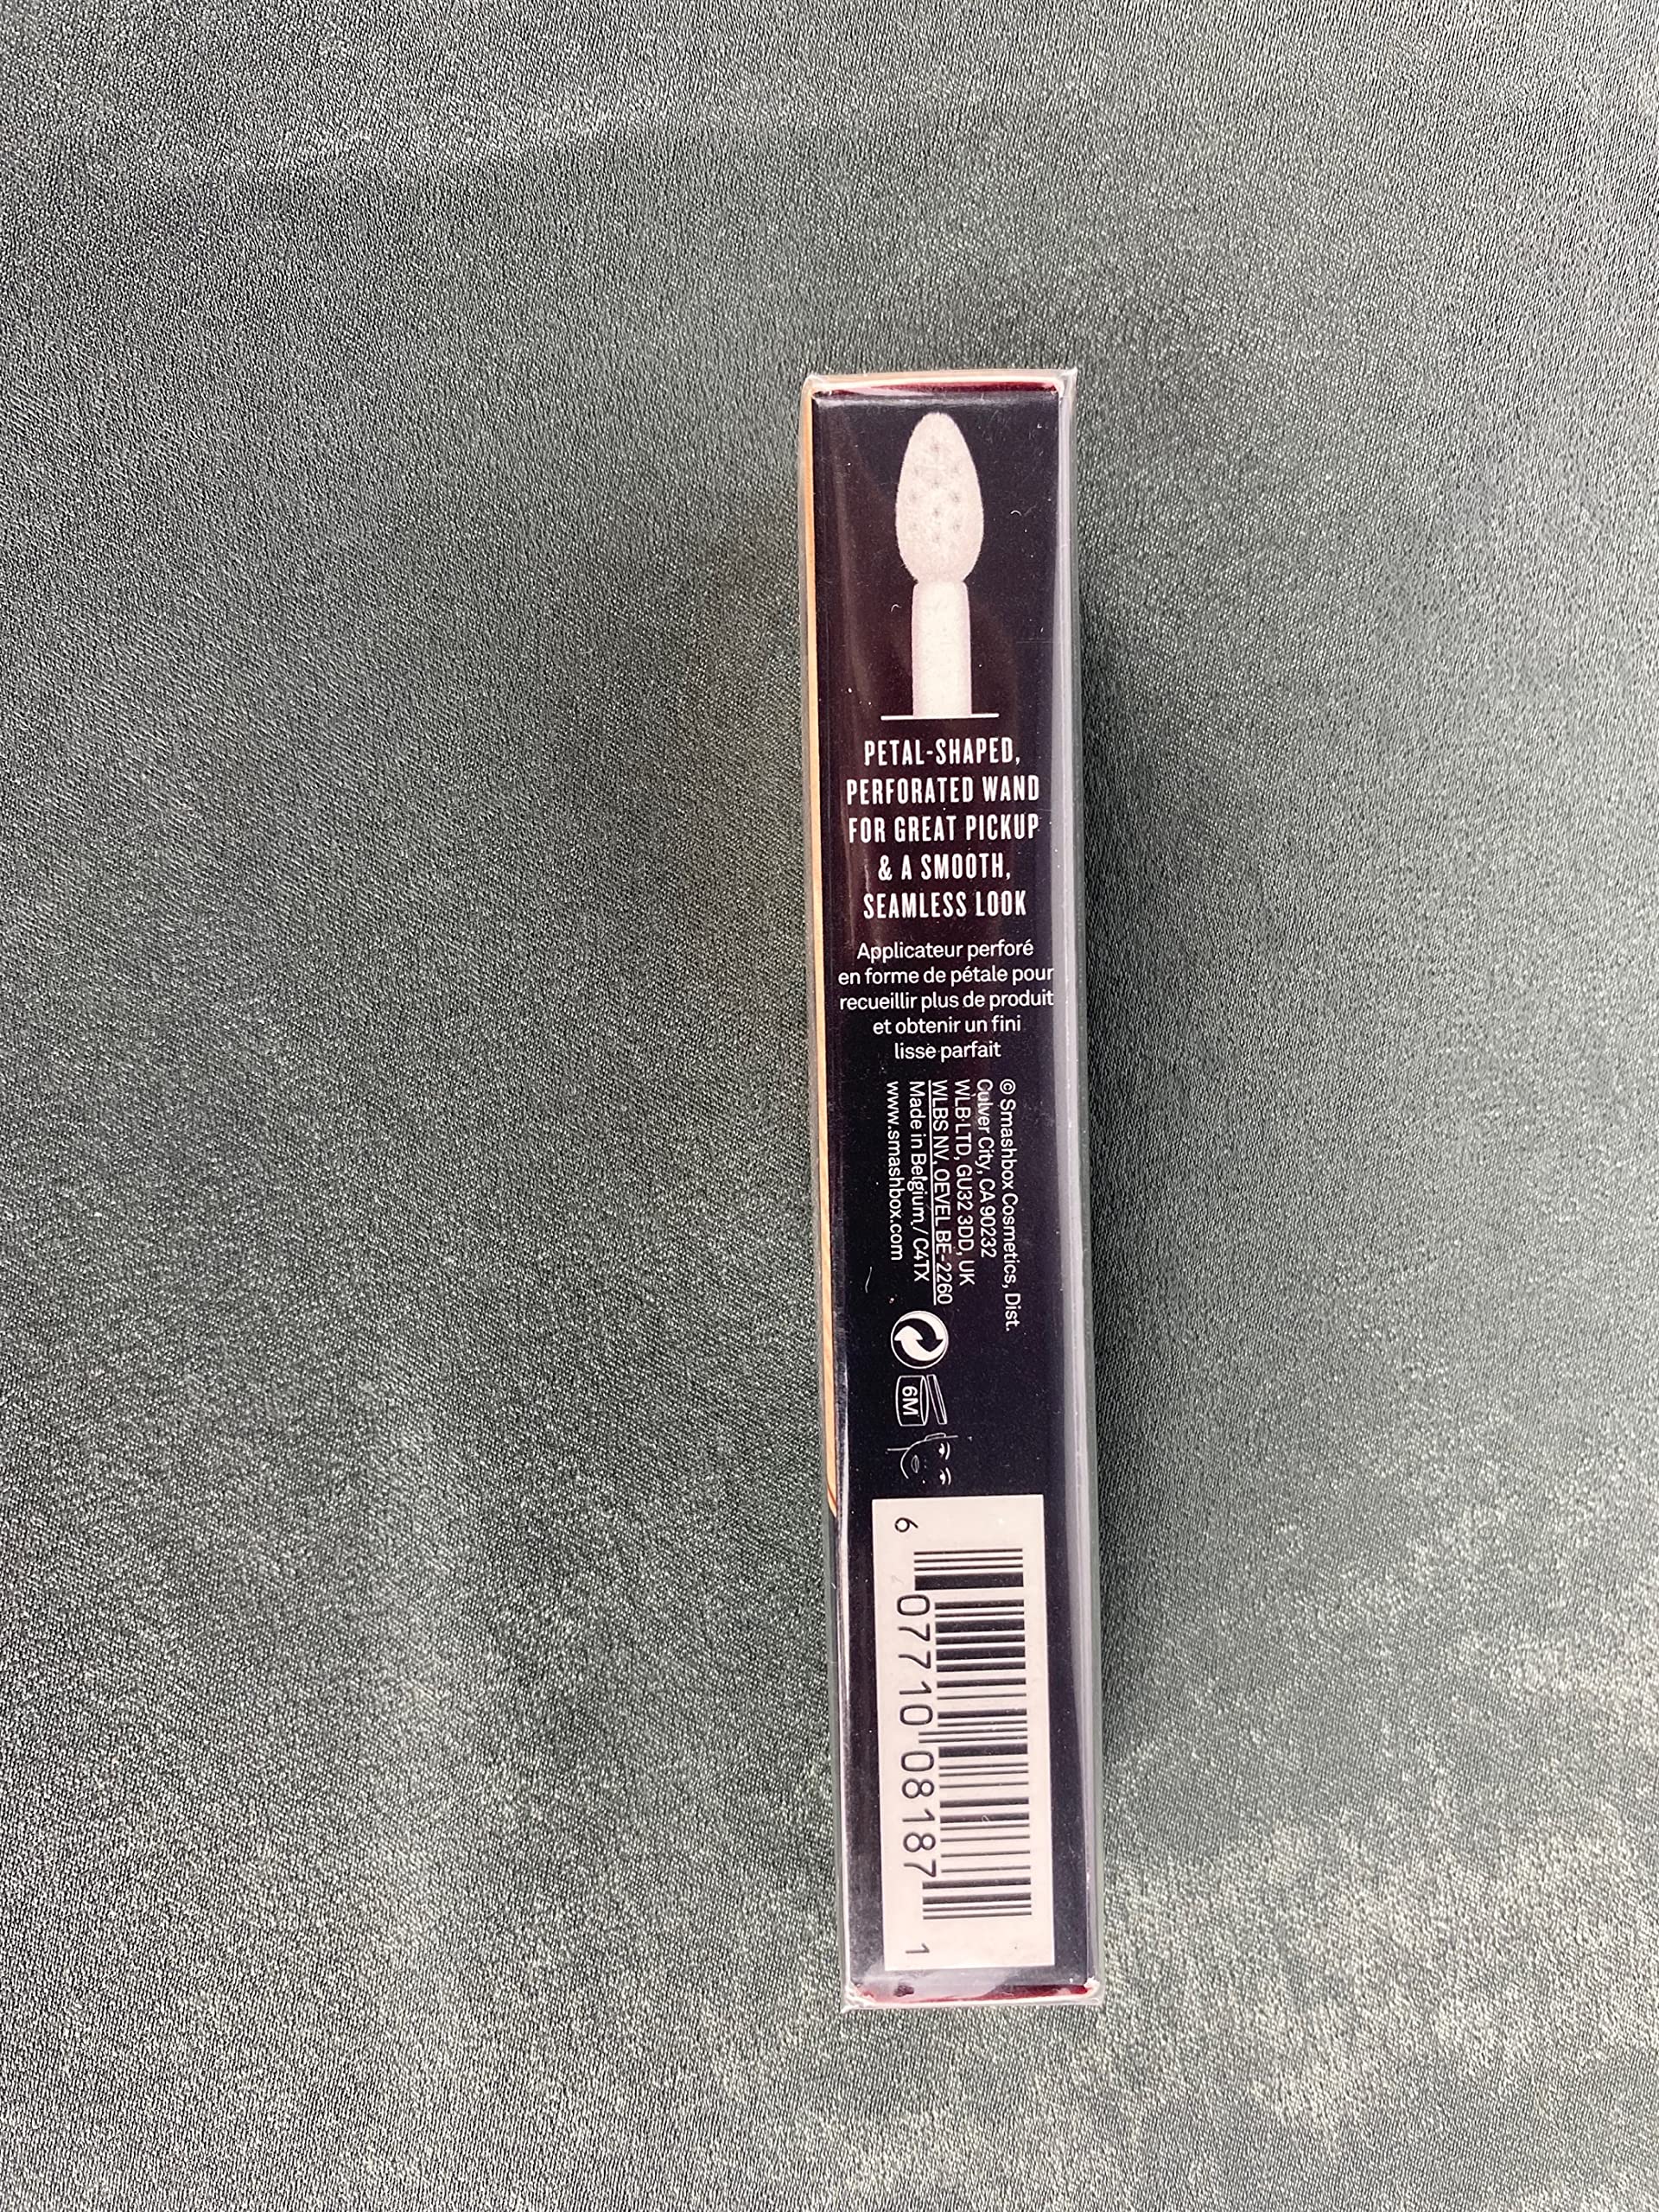 PETAL-SHAPED,
PERFORATED WAND
FOR GREAT PICKUP
& A SMOOTH,
SEAMLESS LOOK
Applicateur perforé
en forme de pétale pour
recueillir plus de produit
et obtenir un fini
lisse parfait
© Smashbox Cosmetics, Dist.
Culver City, CA 90232
WLB LTD, GU32 3DD, UK
WLBS NV, OEVEL BE-2260
Made in Belgium / C4TX
www.smashbox.com
6M
6 07710 08187 1